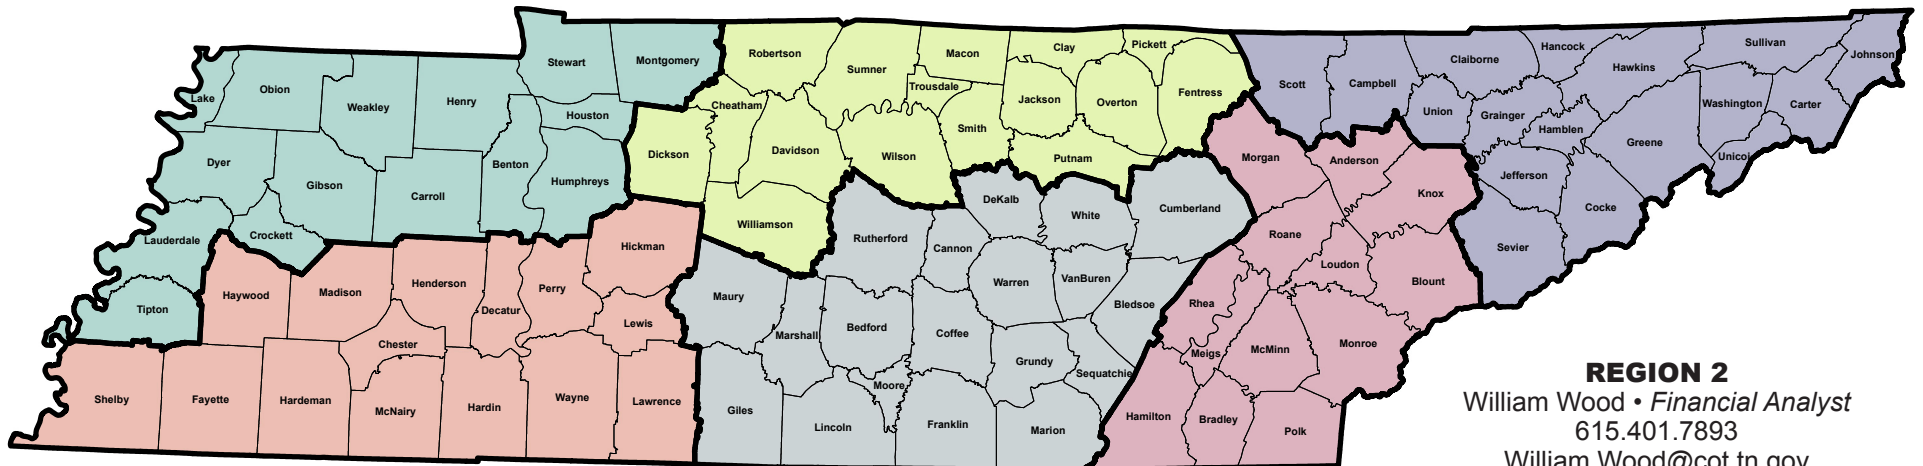 Stewart
Montgomery
Robertson
Sumner
Macon
Clay
Pickett
Hancock
Sullivan
Johnson
Lake
Obion
Weakley
Henry
Houston
Cheatham
Trousdale
Jackson
Overton
Fentress
Scott
Campbell
Claiborne
Hawkins
Union
Grainger
Hamblen
Washington
Carter
Dyer
Gibson
Carroll
Benton
Humphreys
Dickson
Davidson
Wilson
Smith
Putnam
Morgan
Anderson
Knox
Jefferson
Greene
Unicoi
Lauderdale
Crockett
Hickman
Williamson
Rutherford
Cannon
DeKalb
White
Cumberland
Roane
Loudon
Blount
Sevier
Cocke
Tipton
Haywood
Madison
Henderson
Decatur
Perry
Lewis
Maury
Marshall
Bedford
Coffee
Warren
VanBuren
Bledsoe
Rhea
Meigs
McMinn
Monroe
Chester
Grundy
Sequatchie
Moore
Shelby
Fayette
Hardeman
McNairy
Hardin
Wayne
Lawrence
Giles
Lincoln
Franklin
Marion
Hamilton
Bradley
Polk
REGION 2
William Wood • Financial Analyst
615.401.7893
William.Wood@cot.tn.gov